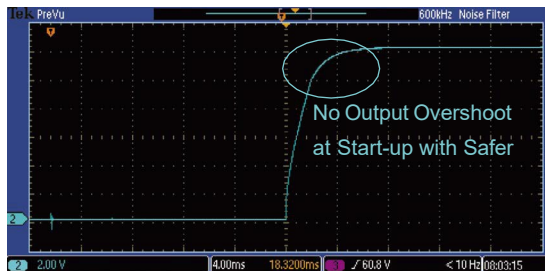 Tek PreVu
600kHz Noise Filter
No Output Overshoot
at Start-up with Safer
2
2 2.00 V 4.00ms 18.3200ms 3 / 60.8 V < 10 Hz 08:03:15